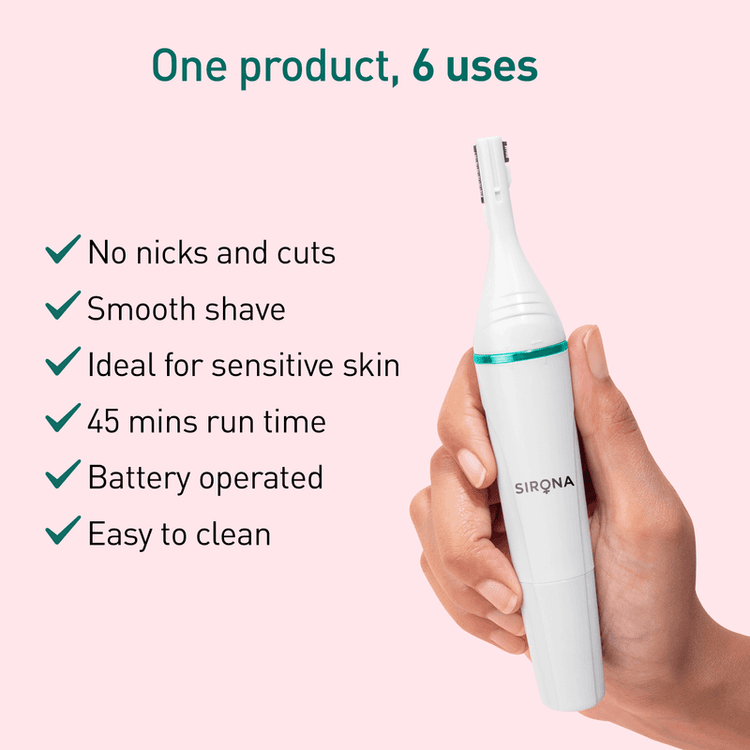 One product, 6 uses
No nicks and cuts
Smooth shave
Ideal for sensitive skin
45 mins run time
Battery operated
Easy to clean
SIRONA